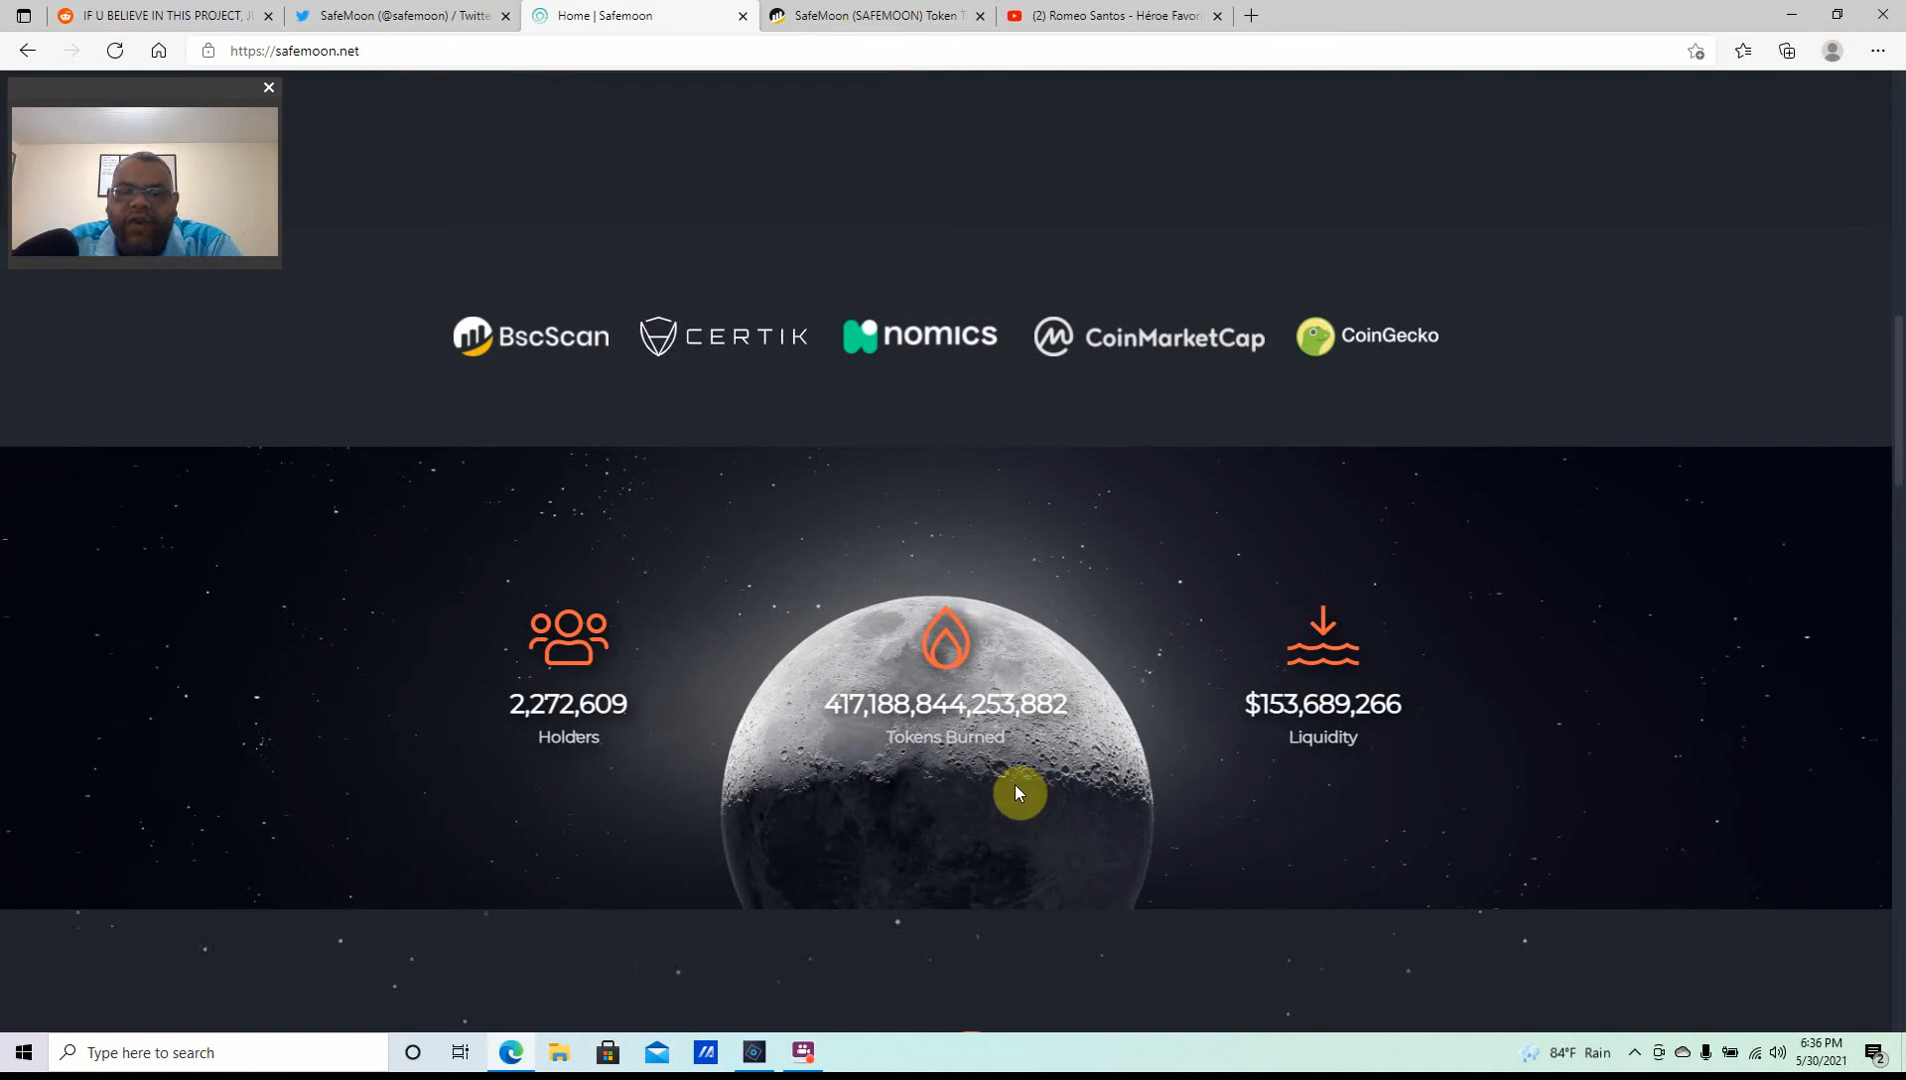 IF U BELIEVE IN THIS PROJECT, J
SafeMoon (@safemoon) / Twitte
Home | Safemoon
SafeMoon (SAFEMOON) Token T
(2) Romeo Santos - Héroe Favor
https://safemoon.net
BscScan
CERTIK
nomics
CoinMarketCap
CoinGecko
2,272,609
Holders
417,188,844,253,882
Tokens Burned
$153,689,266
Liquidity
Type here to search
84°F Rain
6:36 PM
5/30/2021
2